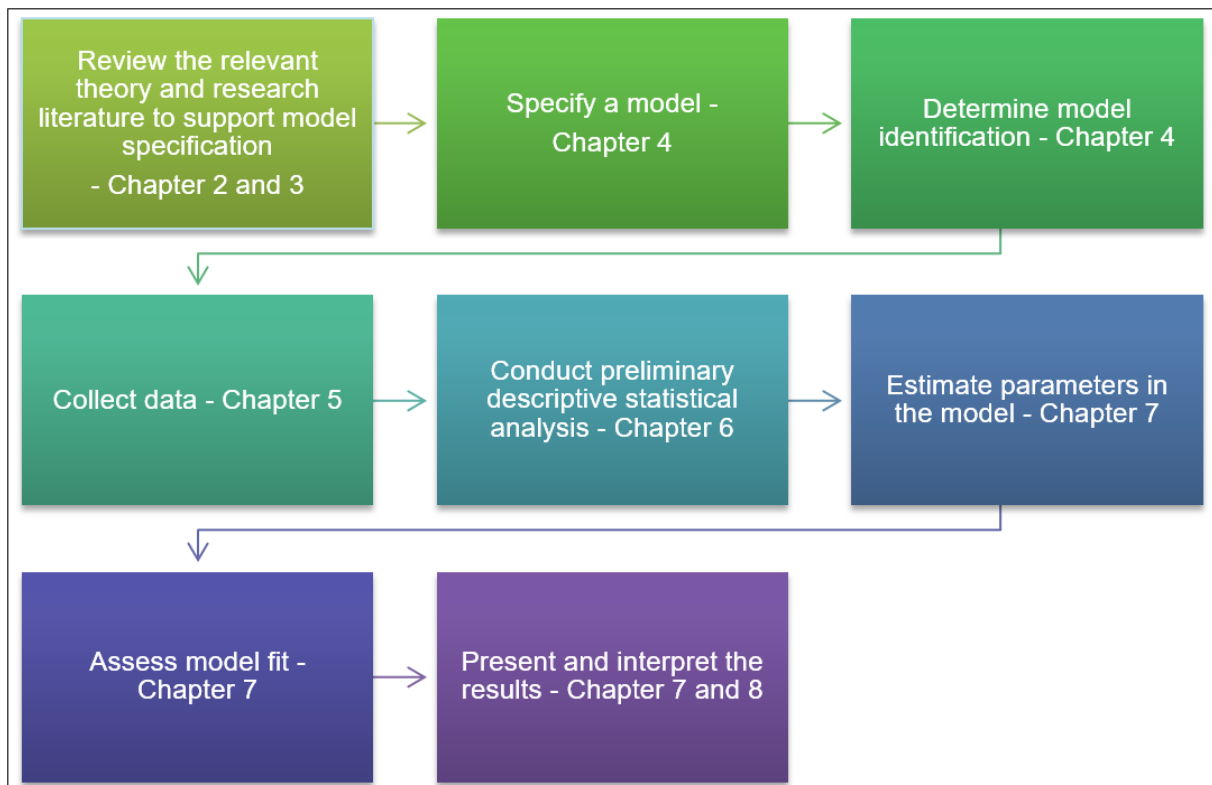 Review the relevant
theory and research
literature to support model
specification
- Chapter 2 and 3
Specify a model -
Chapter 4
Determine model
identification - Chapter 4
Collect data - Chapter 5
Conduct preliminary
descriptive statistical
analysis - Chapter 6
Estimate parameters in
the model - Chapter 7
Assess model fit -
Chapter 7
Present and interpret the
results - Chapter 7 and 8